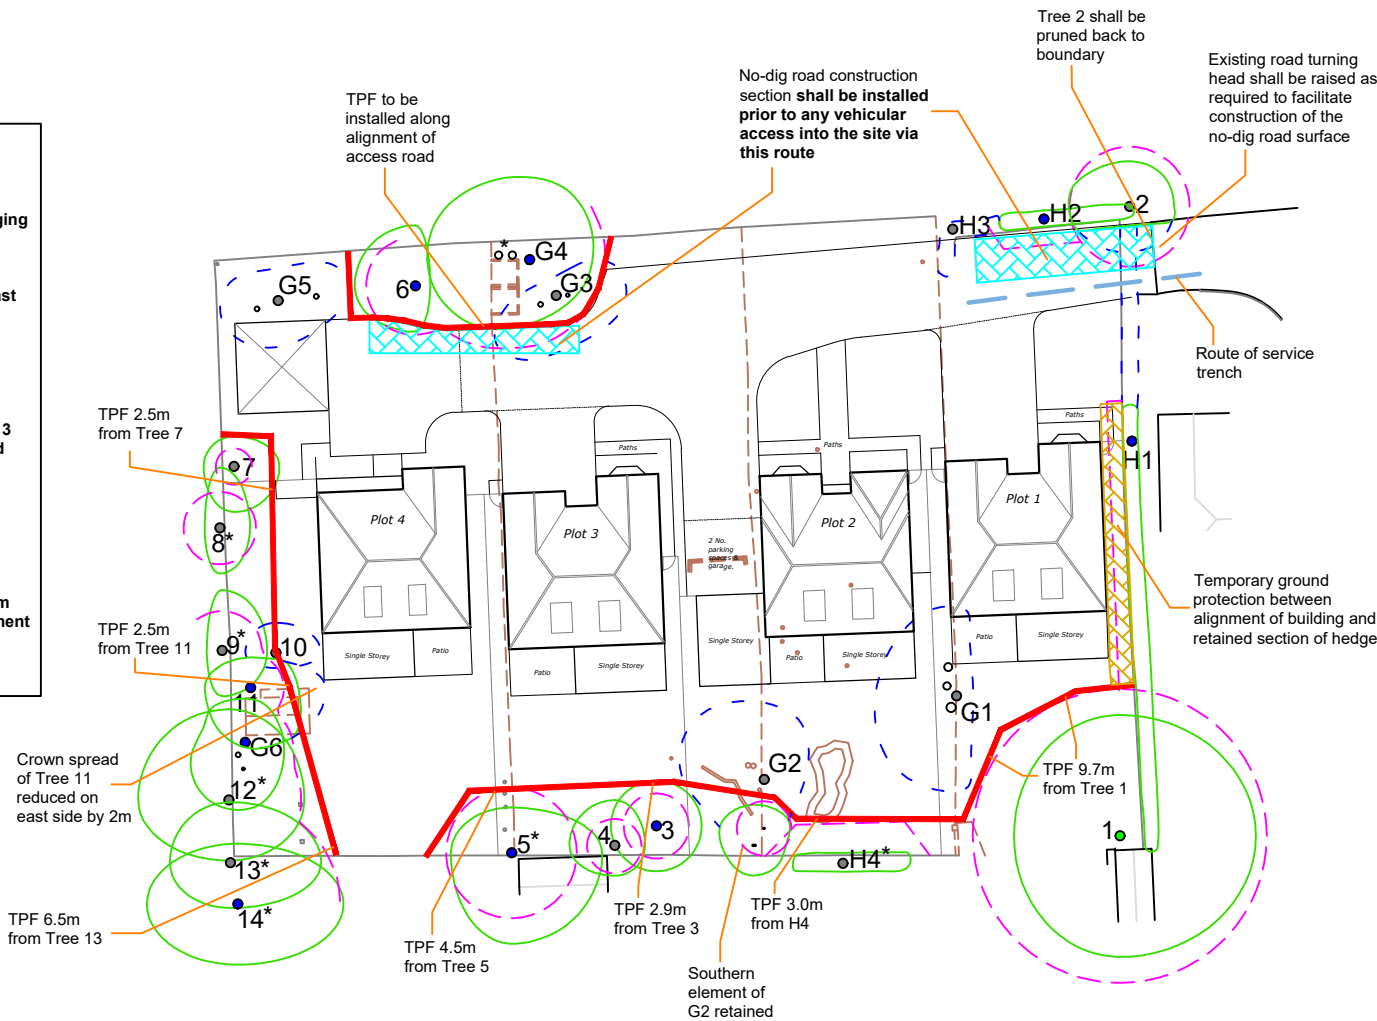 Tree 2 shall be
pruned back to
boundary
Existing road turning
head shall be raised as
required to facilitate
construction of the
no-dig road surface
No-dig road construction
section shall be installed
prior to any vehicular
access into the site via
this route
TPF to be
installed along
alignment of
access road
ging
st
3
d
m
ment
2
H2
H3
* G4
G3
6
G5
Route of service
trench
TPF 2.5m
from Tree 7
7
8*
Paths
Paths
Paths
H1
Plot 4
Plot 3
Plot 2
Plot 1
2 No.
parking
spaces &
garage.
Temporary ground
protection between
alignment of building and
retained section of hedge
TPF 2.5m
from Tree 11
9*
10
11
Single Storey
Patio
Patio
Single Storey
Single Storey
Patio
Single Storey
Patio
Single Storey
G1
G6
G2
Crown spread
of Tree 11
reduced on
east side by 2m
12*
TPF 9.7m
from Tree 1
1
3
4
5*
H4*
13*
14*
TPF 6.5m
from Tree 13
TPF 4.5m
from Tree 5
TPF 2.9m
from Tree 3
TPF 3.0m
from H4
Southern
element of
G2 retained